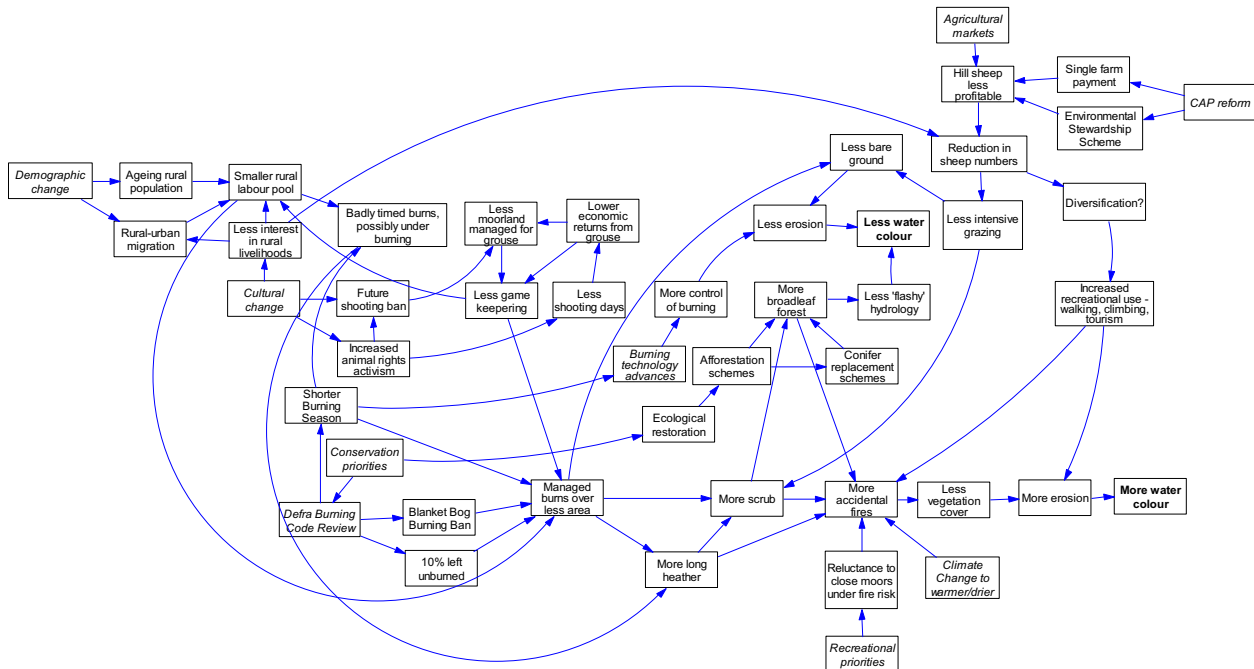 Agricultural
markets
Hill sheep
less
profitable
Single farm
payment
CAP reform
Environmental
Stewardship
Scheme
Less bare
ground
Reduction in
sheep numbers
Demographic
change
Ageing rural
population
Smaller rural
labour pool
Diversification?
Badly timed burns,
possibly under
burning
Less
moorland
managed for
grouse
Lower
economic
returns from
grouse
Less erosion
Less water
colour
Less intensive
grazing
Rural-urban
migration
Less interest
in rural
livelihoods
Cultural
change
Future
shooting ban
Less game
keepering
Less
shooting days
More control
of burning
More
broadleaf
forest
Less 'flashy'
hydrology
Increased
recreational use -
walking, climbing,
tourism
Increased
animal rights
activism
Burning
technology
advances
Afforestation
schemes
Conifer
replacement
schemes
Shorter
Burning
Season
Ecological
restoration
Conservation
priorities
Managed
burns over
less area
More scrub
More
accidental
fires
Less
vegetation
cover
More erosion
More water
colour
Defra Burning
Code Review
Blanket Bog
Burning Ban
10% left
unburned
More long
heather
Reluctance to
close moors
under fire risk
Climate
Change to
warmer/drier
Recreational
priorities